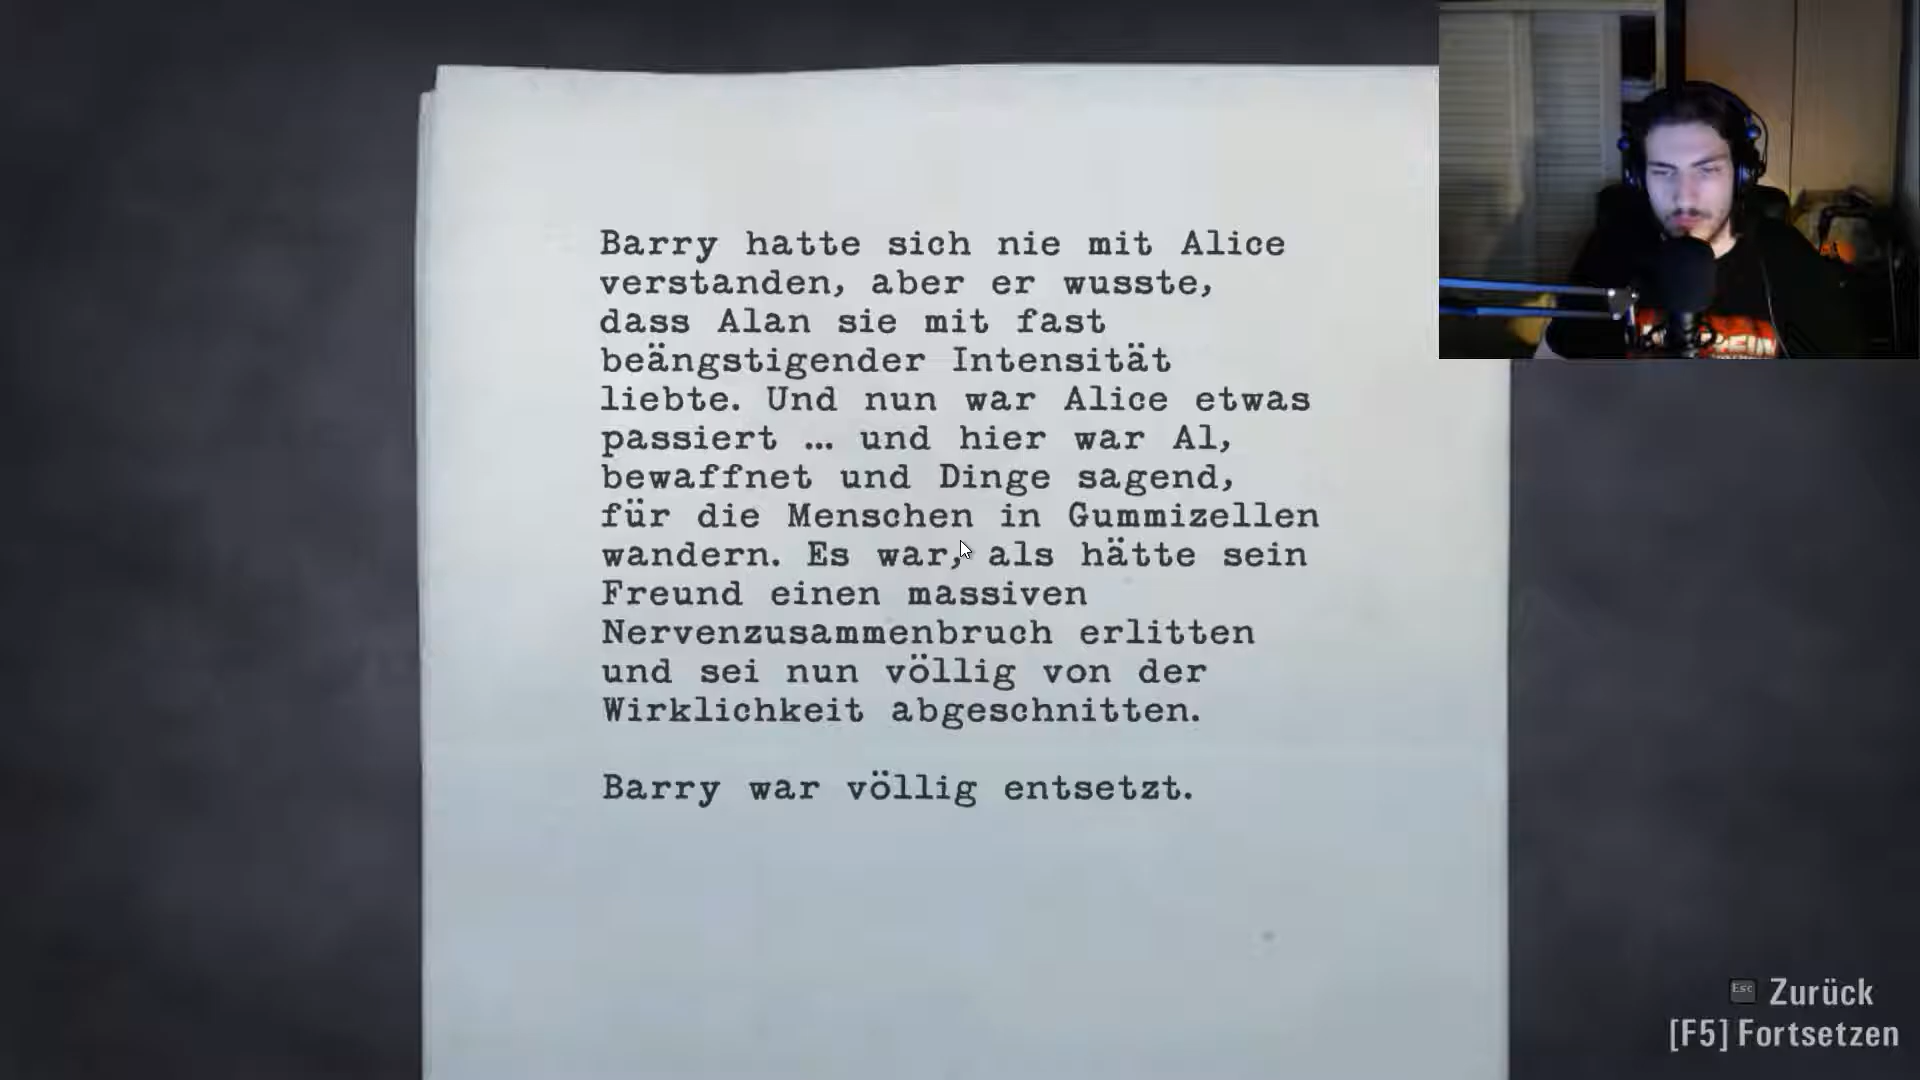 Barry hatte sich nie mit Alice
verstanden, aber er wusste,
dass Alan sie mit fast
beängstigender Intensität
liebte. Und nun war Alice etwas
passiert … und hier war Al,
bewaffnet und Dinge sagend,
für die Menschen in Gummizellen
wandern. Es war, als hätte sein
Freund einen massiven
Nervenzusammenbruch erlitten
und sei nun völlig von der
Wirklichkeit abgeschnitten.
Barry war völlig entsetzt.
Esc Zurück
[F5] Fortsetzen